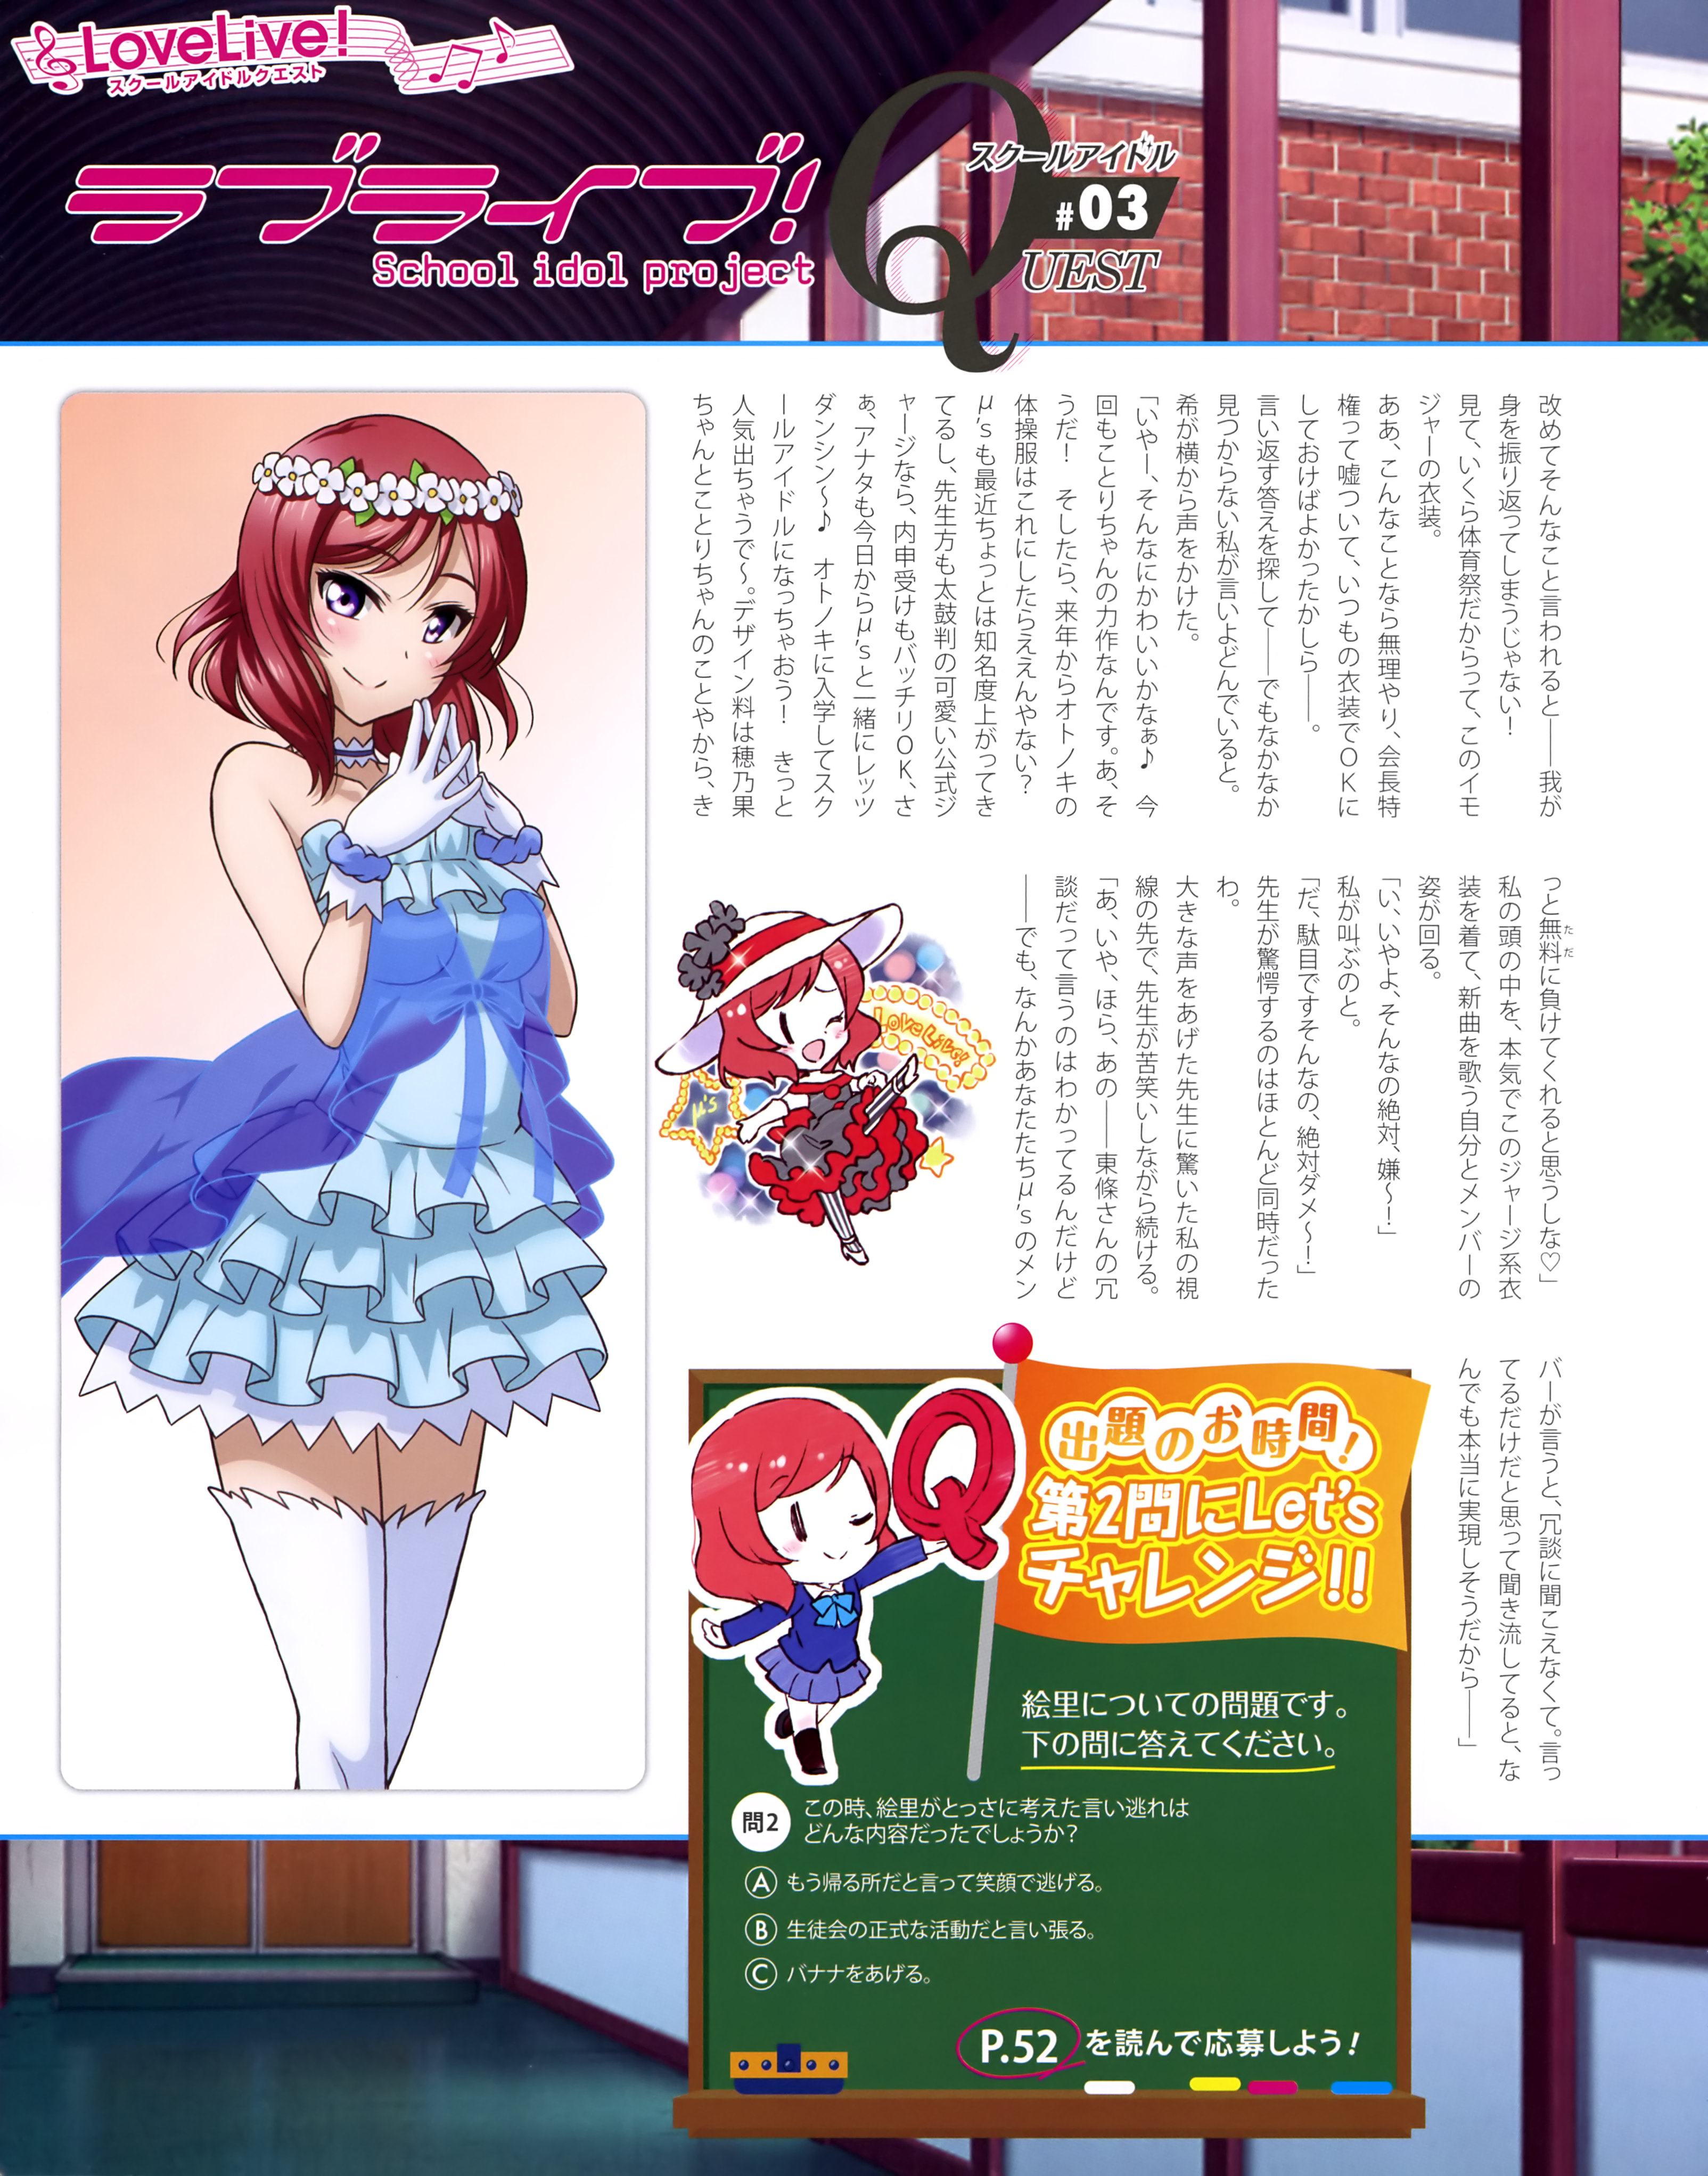 LoveLive!
スクールアイドルクエスト
ラブライブ!
School idol project
スクールアイドル
#03
QUEST
改めてそんなこと言われると――我が
身を振り返ってしまうじゃない!
見て、いくら体育祭だからって、このイモ
ジャーの衣装。
ああ、こんなことなら無理やり、会長特
権って嘘ついて、いつもの衣装でOKに
しておけばよかったかしら――。
言い返す答えを探して――でもなかなか
見つからない私が言いよどんでいると。
希が横から声をかけた。
「いやー、そんなにかわいいかなぁ♪　今
回もことりちゃんの力作なんです。あ、そ
うだ!　そしたら、来年からオトノキの
体操服はこれにしたらええんやない?
μ'sも最近ちょっとは知名度上がってき
てるし、先生方も太鼓判の可愛い公式ジ
ャージなら、内申受けもバッチリOK、さ
ぁ、アナタも今日からμ'sと一緒にレッツ
ダンシン～♪　オトノキに入学してスク
ールアイドルになっちゃおう!　きっと
人気出ちゃうで～。デザイン料は穂乃果
ちゃんとことりちゃんのことやから、き
っと無料に負けてくれると思うしな♡」
ただ
私の頭の中を、本気でこのジャージ系衣
装を着て、新曲を歌う自分とメンバーの
姿が回る。
「い、いやよ、そんなの絶対、嫌～!」
私が叫ぶのと。
「だ、駄目ですそんなの、絶対ダメ～!」
先生が驚愕するのはほとんど同時だった
わ。
大きな声をあげた先生に驚いた私の視
線の先で、先生が苦笑いしながら続ける。
「あ、いや、ほら、あの――東條さんの冗
談だって言うのはわかってるんだけど
――でも、なんかあなたたちμ'sのメン
バーが言うと、冗談に聞こえなくて。言っ
てるだけだと思って聞き流してると、な
んでも本当に実現しそうだから――」
LoveLive!
μ's
Q
出題のお時間!
第2問にLet's
チャレンジ!!
絵里についての問題です。
下の問に答えてください。
問2
この時、絵里がとっさに考えた言い逃れは
どんな内容だったでしょうか?
Ⓐ もう帰る所だと言って笑顔で逃げる。
Ⓑ 生徒会の正式な活動だと言い張る。
Ⓒ バナナをあげる。
P.52を読んで応募しよう!